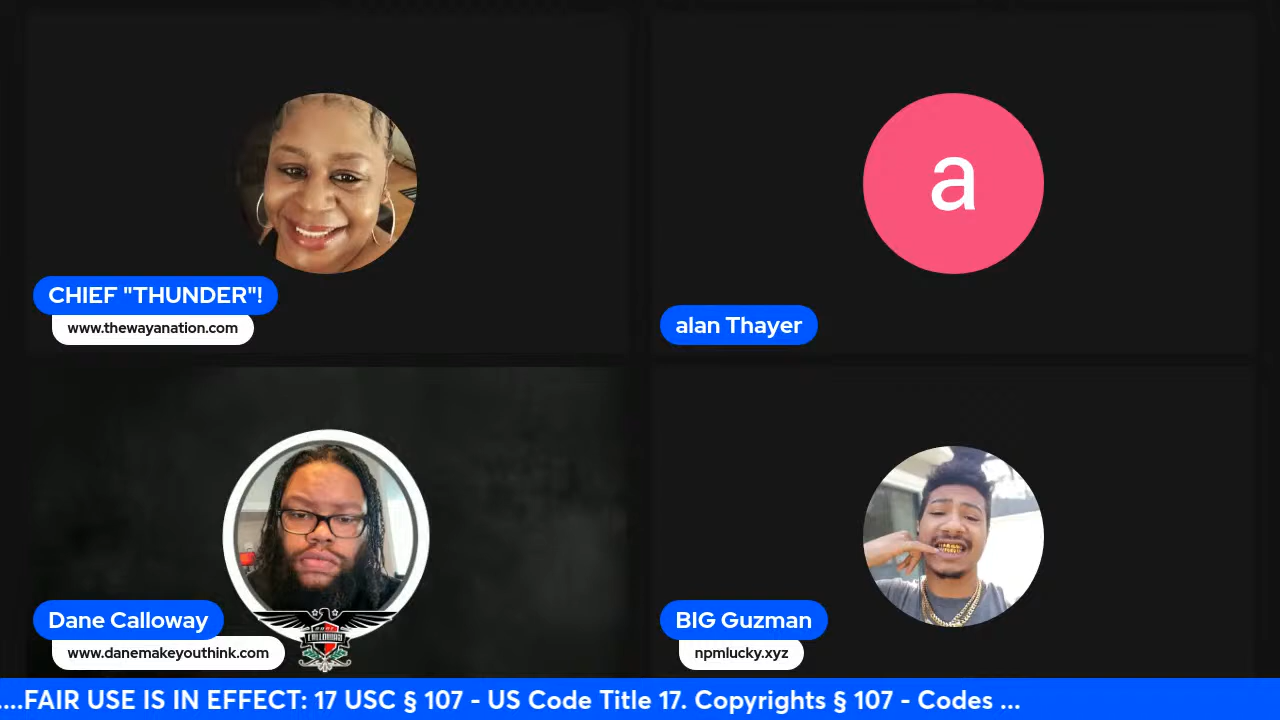 a
CHIEF "THUNDER"!
www.thewayanation.com
alan Thayer
CALLOWAY
Dane Calloway
www.danemakeyouthink.com
BIG Guzman
npmlucky.xyz
....FAIR USE IS IN EFFECT: 17 USC § 107 - US Code Title 17. Copyrights § 107 - Codes ...